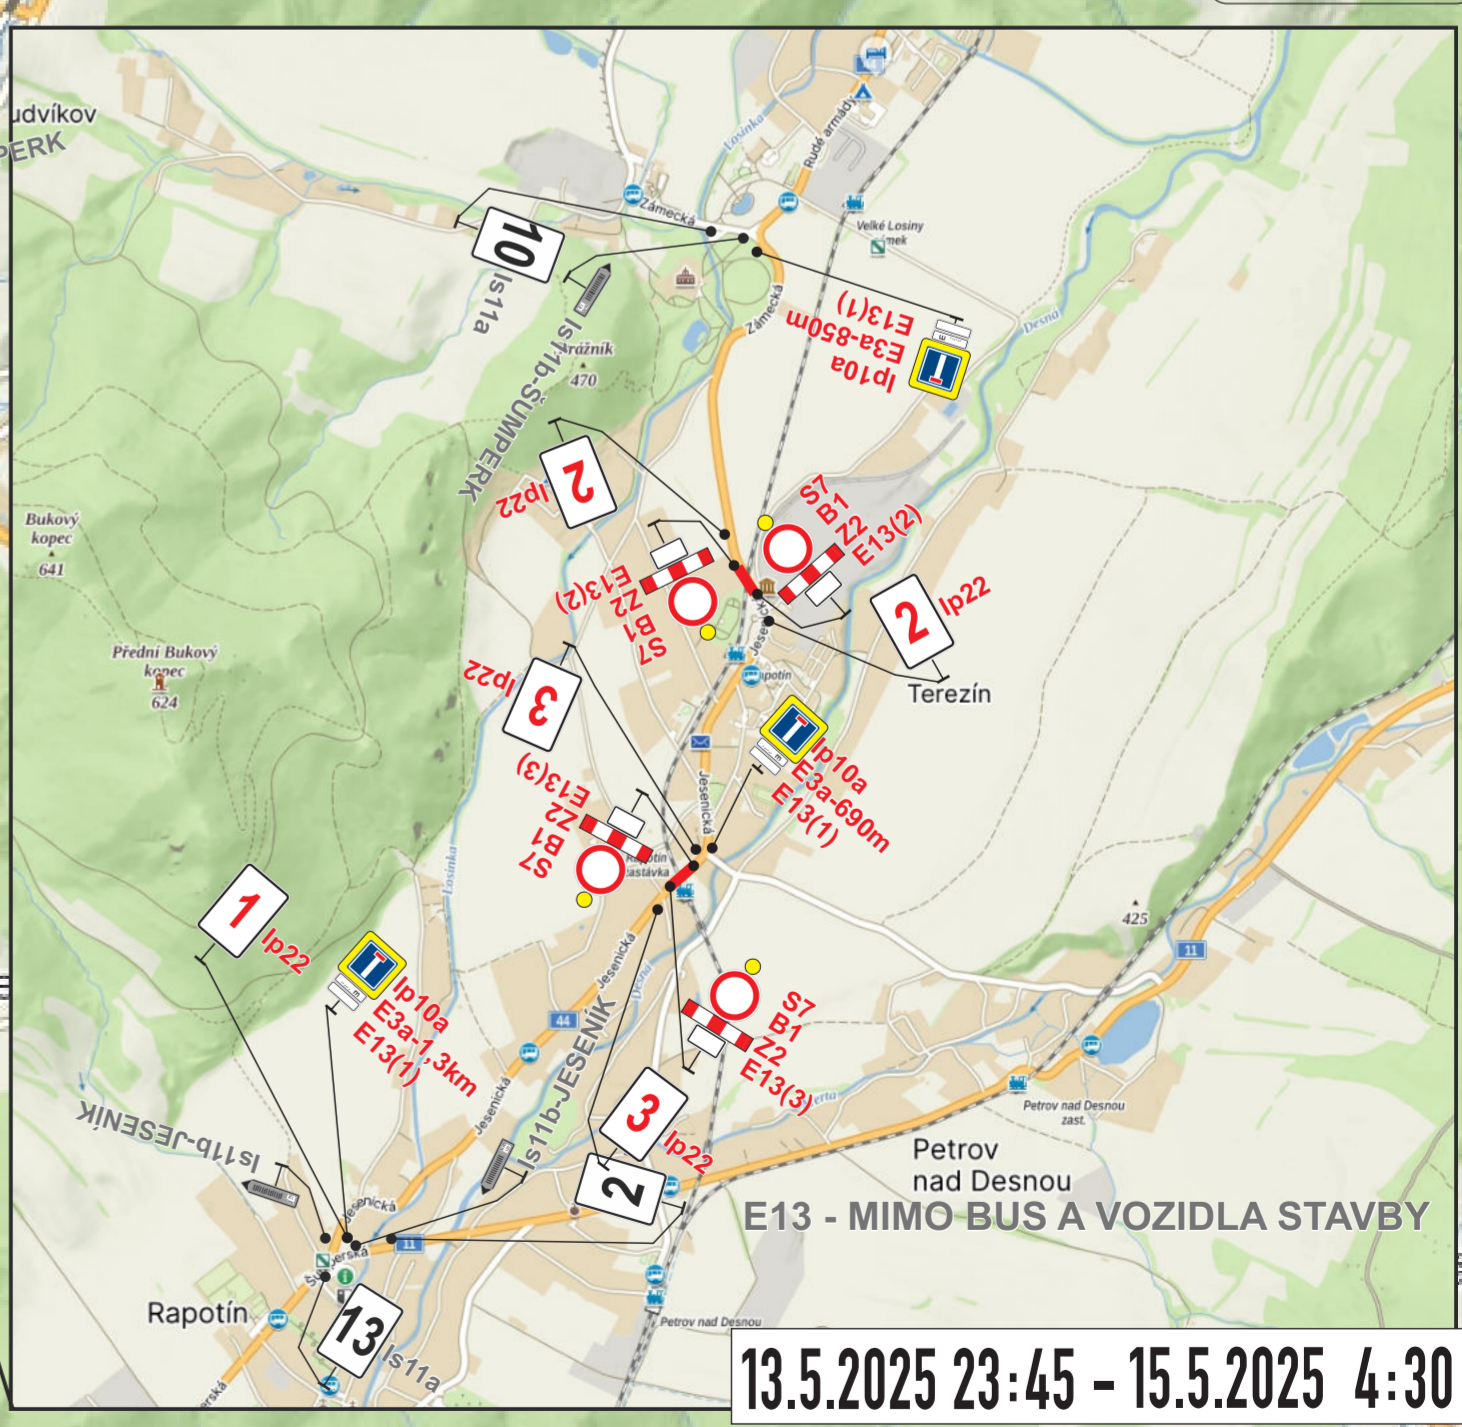 udvíkov
PERK
44
Losinka
Rudé armády
Zámecká
Velké Losiny
zámek
10
Is11a
Is11b-ŠUMPERK
Zámecká
Desná
E13(1)
E3a-850m
Ip10a
470
2
Ip22
Bukový
kopec
641
S7
B1
Z2
E13(2)
E13(2)
Z2
B1
S7
2
Ip22
Přední Bukový
kopec
624
Terezín
3
Ip22
Ip10a
E3a-690m
E13(1)
Jesenická
E13(3)
Z2
B1
S7
zastávka
Losinka
1
Ip22
425
11
Ip10a
E3a-1,3km
E13(1)
Jesenická
Desná
44
S7
B1
Z2
E13(3)
Is11b-JESENÍK
Jesenická
3
Ip22
Petrov nad Desnou
zast.
Is11b-JESENÍK
2
Petrov
nad Desnou
E13 - MIMO BUS A VOZIDLA STAVBY
Jesenická
11
Rapotín
13
Is11a
Petrov nad Desnou
13.5.2025 23:45 – 15.5.2025 4:30